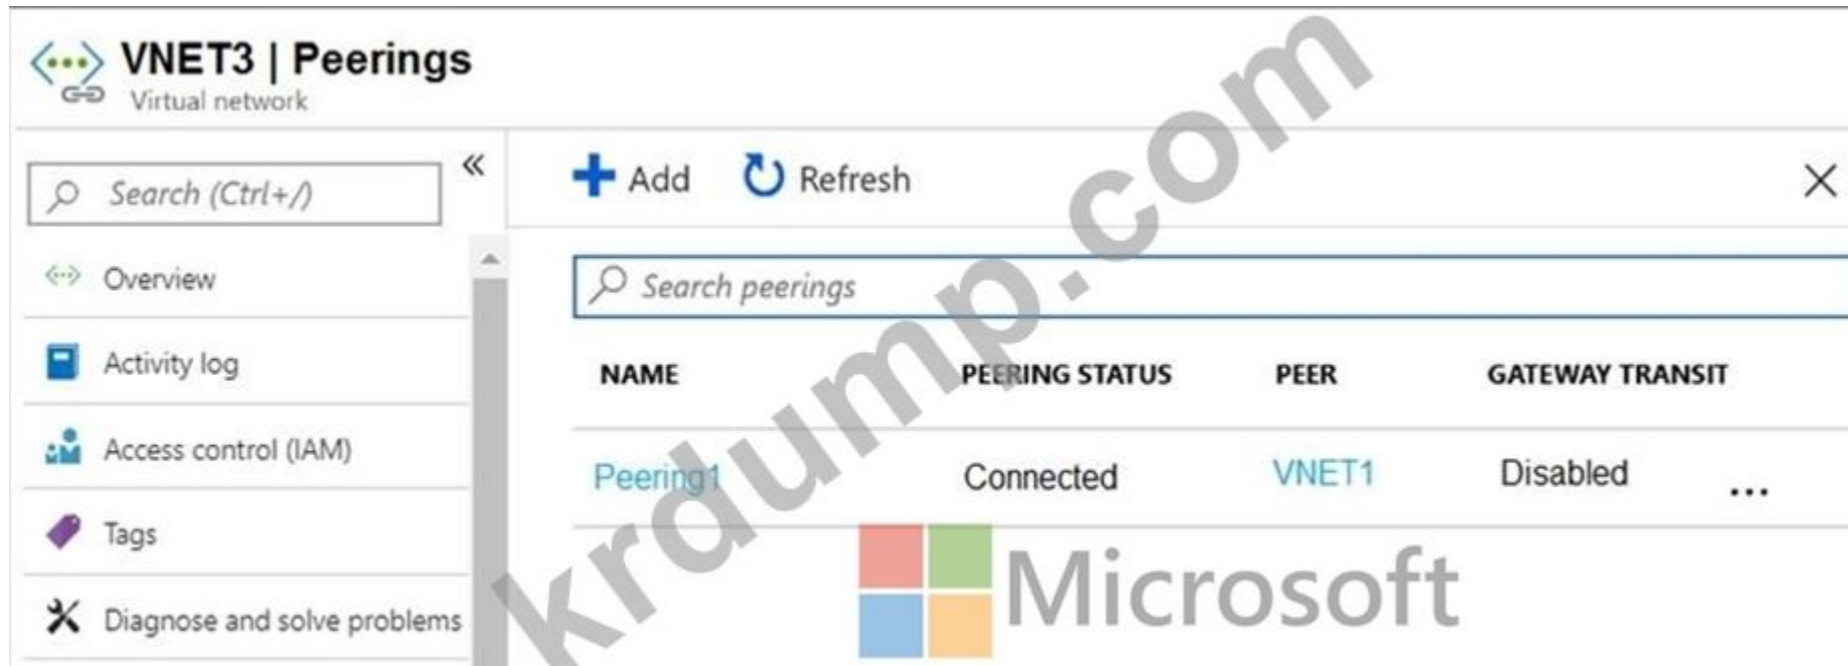 VNET3 | Peerings
Virtual network
Search (Ctrl+/)
«
Overview
Activity log
Access control (IAM)
Tags
Diagnose and solve problems
Add Refresh
Search peerings
NAME PEERING STATUS PEER GATEWAY TRANSIT
Peering1 Connected VNET1 Disabled ...
krdump.com
Microsoft